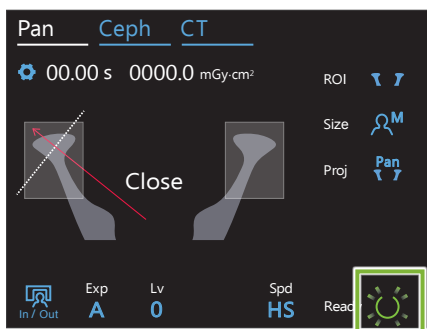 Pan Ceph CT
00.00 s 0000.0 mGy·cm²
ROI
Size M
Proj Pan
Close
Exp Lv Spd
In / Out A 0 HS Ready